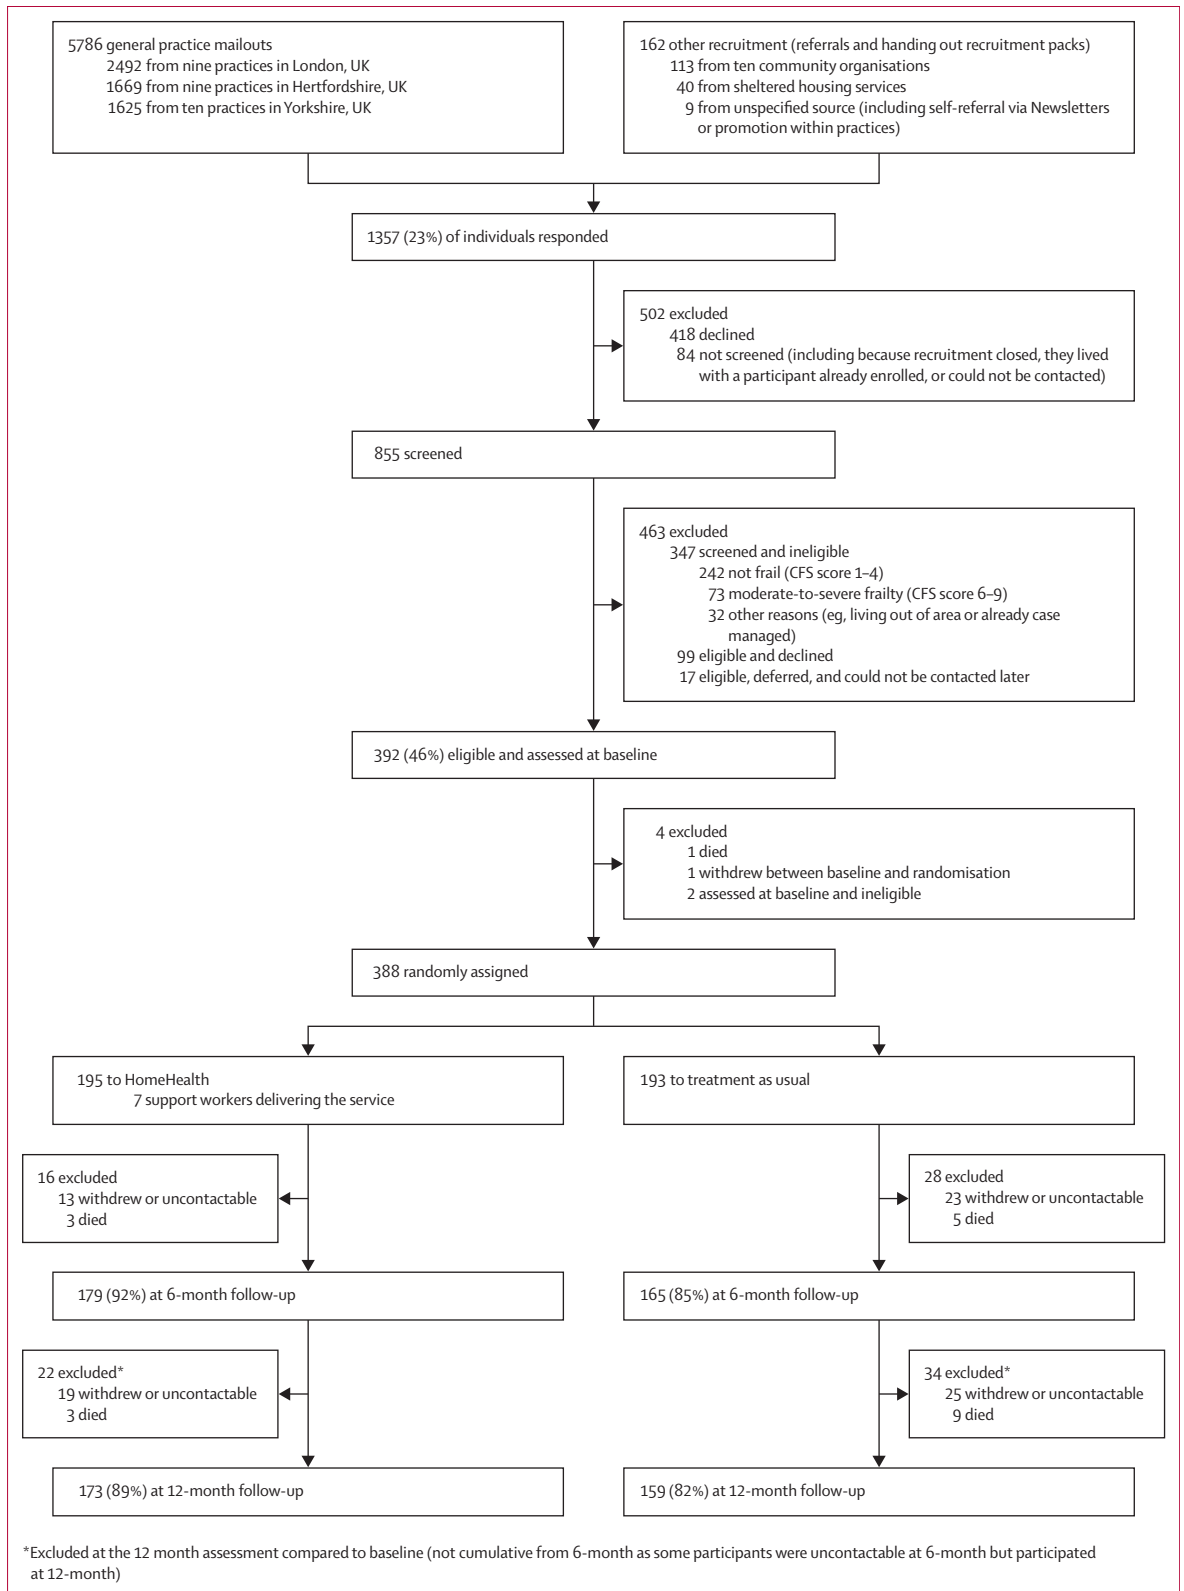 5786 general practice mailouts
2492 from nine practices in London, UK
1669 from nine practices in Hertfordshire, UK
1625 from ten practices in Yorkshire, UK
162 other recruitment (referrals and handing out recruitment packs)
113 from ten community organisations
40 from sheltered housing services
9 from unspecified source (including self-referral via Newsletters
or promotion within practices)
1357 (23%) of individuals responded
502 excluded
418 declined
84 not screened (including because recruitment closed, they lived
with a participant already enrolled, or could not be contacted)
855 screened
463 excluded
347 screened and ineligible
242 not frail (CFS score 1–4)
73 moderate-to-severe frailty (CFS score 6–9)
32 other reasons (eg, living out of area or already case
managed)
99 eligible and declined
17 eligible, deferred, and could not be contacted later
392 (46%) eligible and assessed at baseline
4 excluded
1 died
1 withdrew between baseline and randomisation
2 assessed at baseline and ineligible
388 randomly assigned
195 to HomeHealth
7 support workers delivering the service
193 to treatment as usual
16 excluded
13 withdrew or uncontactable
3 died
28 excluded
23 withdrew or uncontactable
5 died
179 (92%) at 6-month follow-up
165 (85%) at 6-month follow-up
22 excluded*
19 withdrew or uncontactable
3 died
34 excluded*
25 withdrew or uncontactable
9 died
173 (89%) at 12-month follow-up
159 (82%) at 12-month follow-up
*Excluded at the 12 month assessment compared to baseline (not cumulative from 6-month as some participants were uncontactable at 6-month but participated
at 12-month)